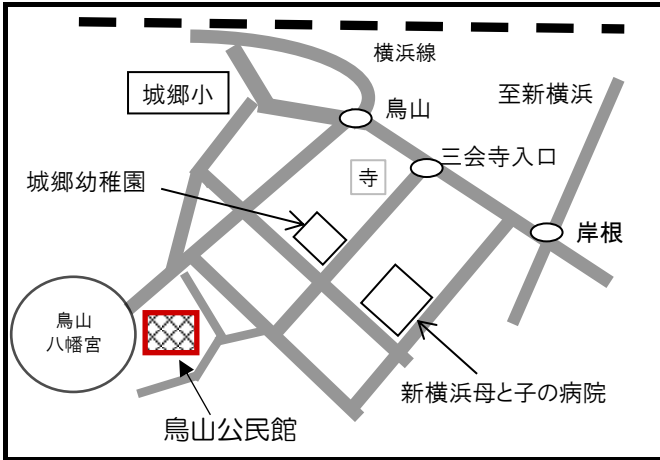 横浜線
城郷小
至新横浜
鳥山
三会寺入口
寺
城郷幼稚園
岸根
鳥山
八幡宮
新横浜母と子の病院
鳥山公民館